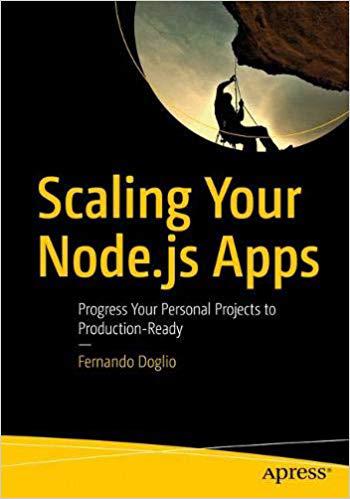 Scaling Your
Node.js Apps
Progress Your Personal Projects to
Production-Ready
—
Fernando Doglio
Apress®